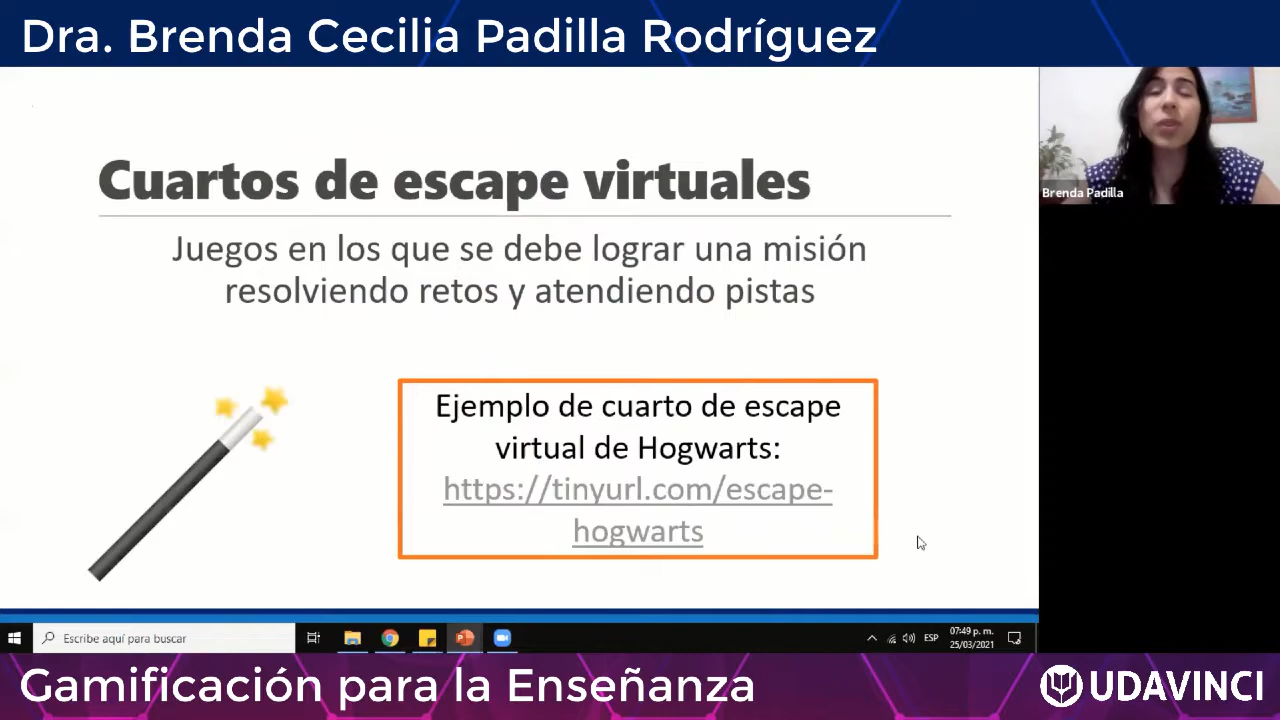 Dra. Brenda Cecilia Padilla Rodríguez
Brenda Padilla
Cuartos de escape virtuales
Juegos en los que se debe lograr una misión
resolviendo retos y atendiendo pistas
Ejemplo de cuarto de escape
virtual de Hogwarts:
https://tinyurl.com/escape-
hogwarts
Escribe aquí para buscar
ESP
07:49 p. m.
25/03/2021
Gamificación para la Enseñanza
UDAVINCI